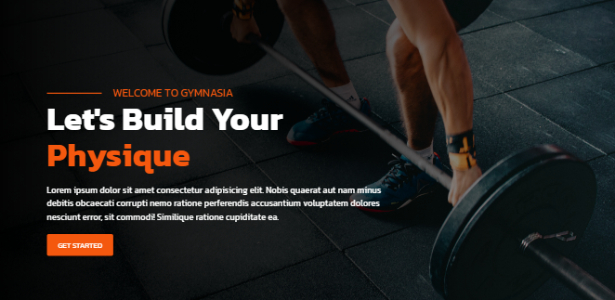 WELCOME TO GYMNASIA
Let's Build Your
Physique
Lorem ipsum dolor sit amet consectetur adipisicing elit. Nobis quaerat aut nam minus
debitis obcaecati corrupti nemo ratione perferendis accusantium voluptatem dolores
nesciunt error, sit commodi! Similique ratione cupiditate ea.
GET STARTED